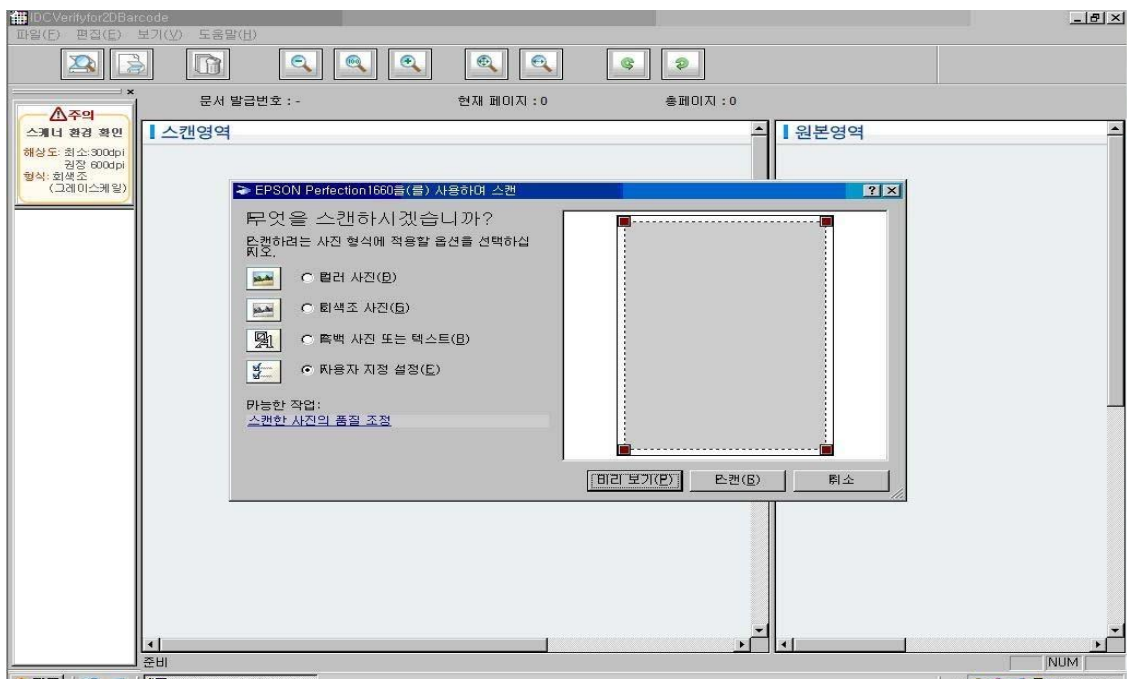 IDCVerifyfor2DBarcode
파일(F) 편집(E) 보기(V) 도움말(H)
문서 발급번호 : - 현재 페이지 : 0 총페이지 : 0
주의
스케너 환경 확인
해상도: 최소:300dpi
권장 600dpi
형식: 회색조
(그레이스케일)
스캔영역
원본영역
EPSON Perfection1660을(를) 사용하여 스캔
무엇을 스캔하시겠습니까?
스캔하려는 사진 형식에 적용할 옵션을 선택하십
시오.
컬러 사진(D)
회색조 사진(G)
흑백 사진 또는 텍스트(B)
사용자 지정 설정(E)
가능한 작업:
스캔한 사진의 품질 조정
미리 보기(P) 스캔(S) 취소
준비
NUM